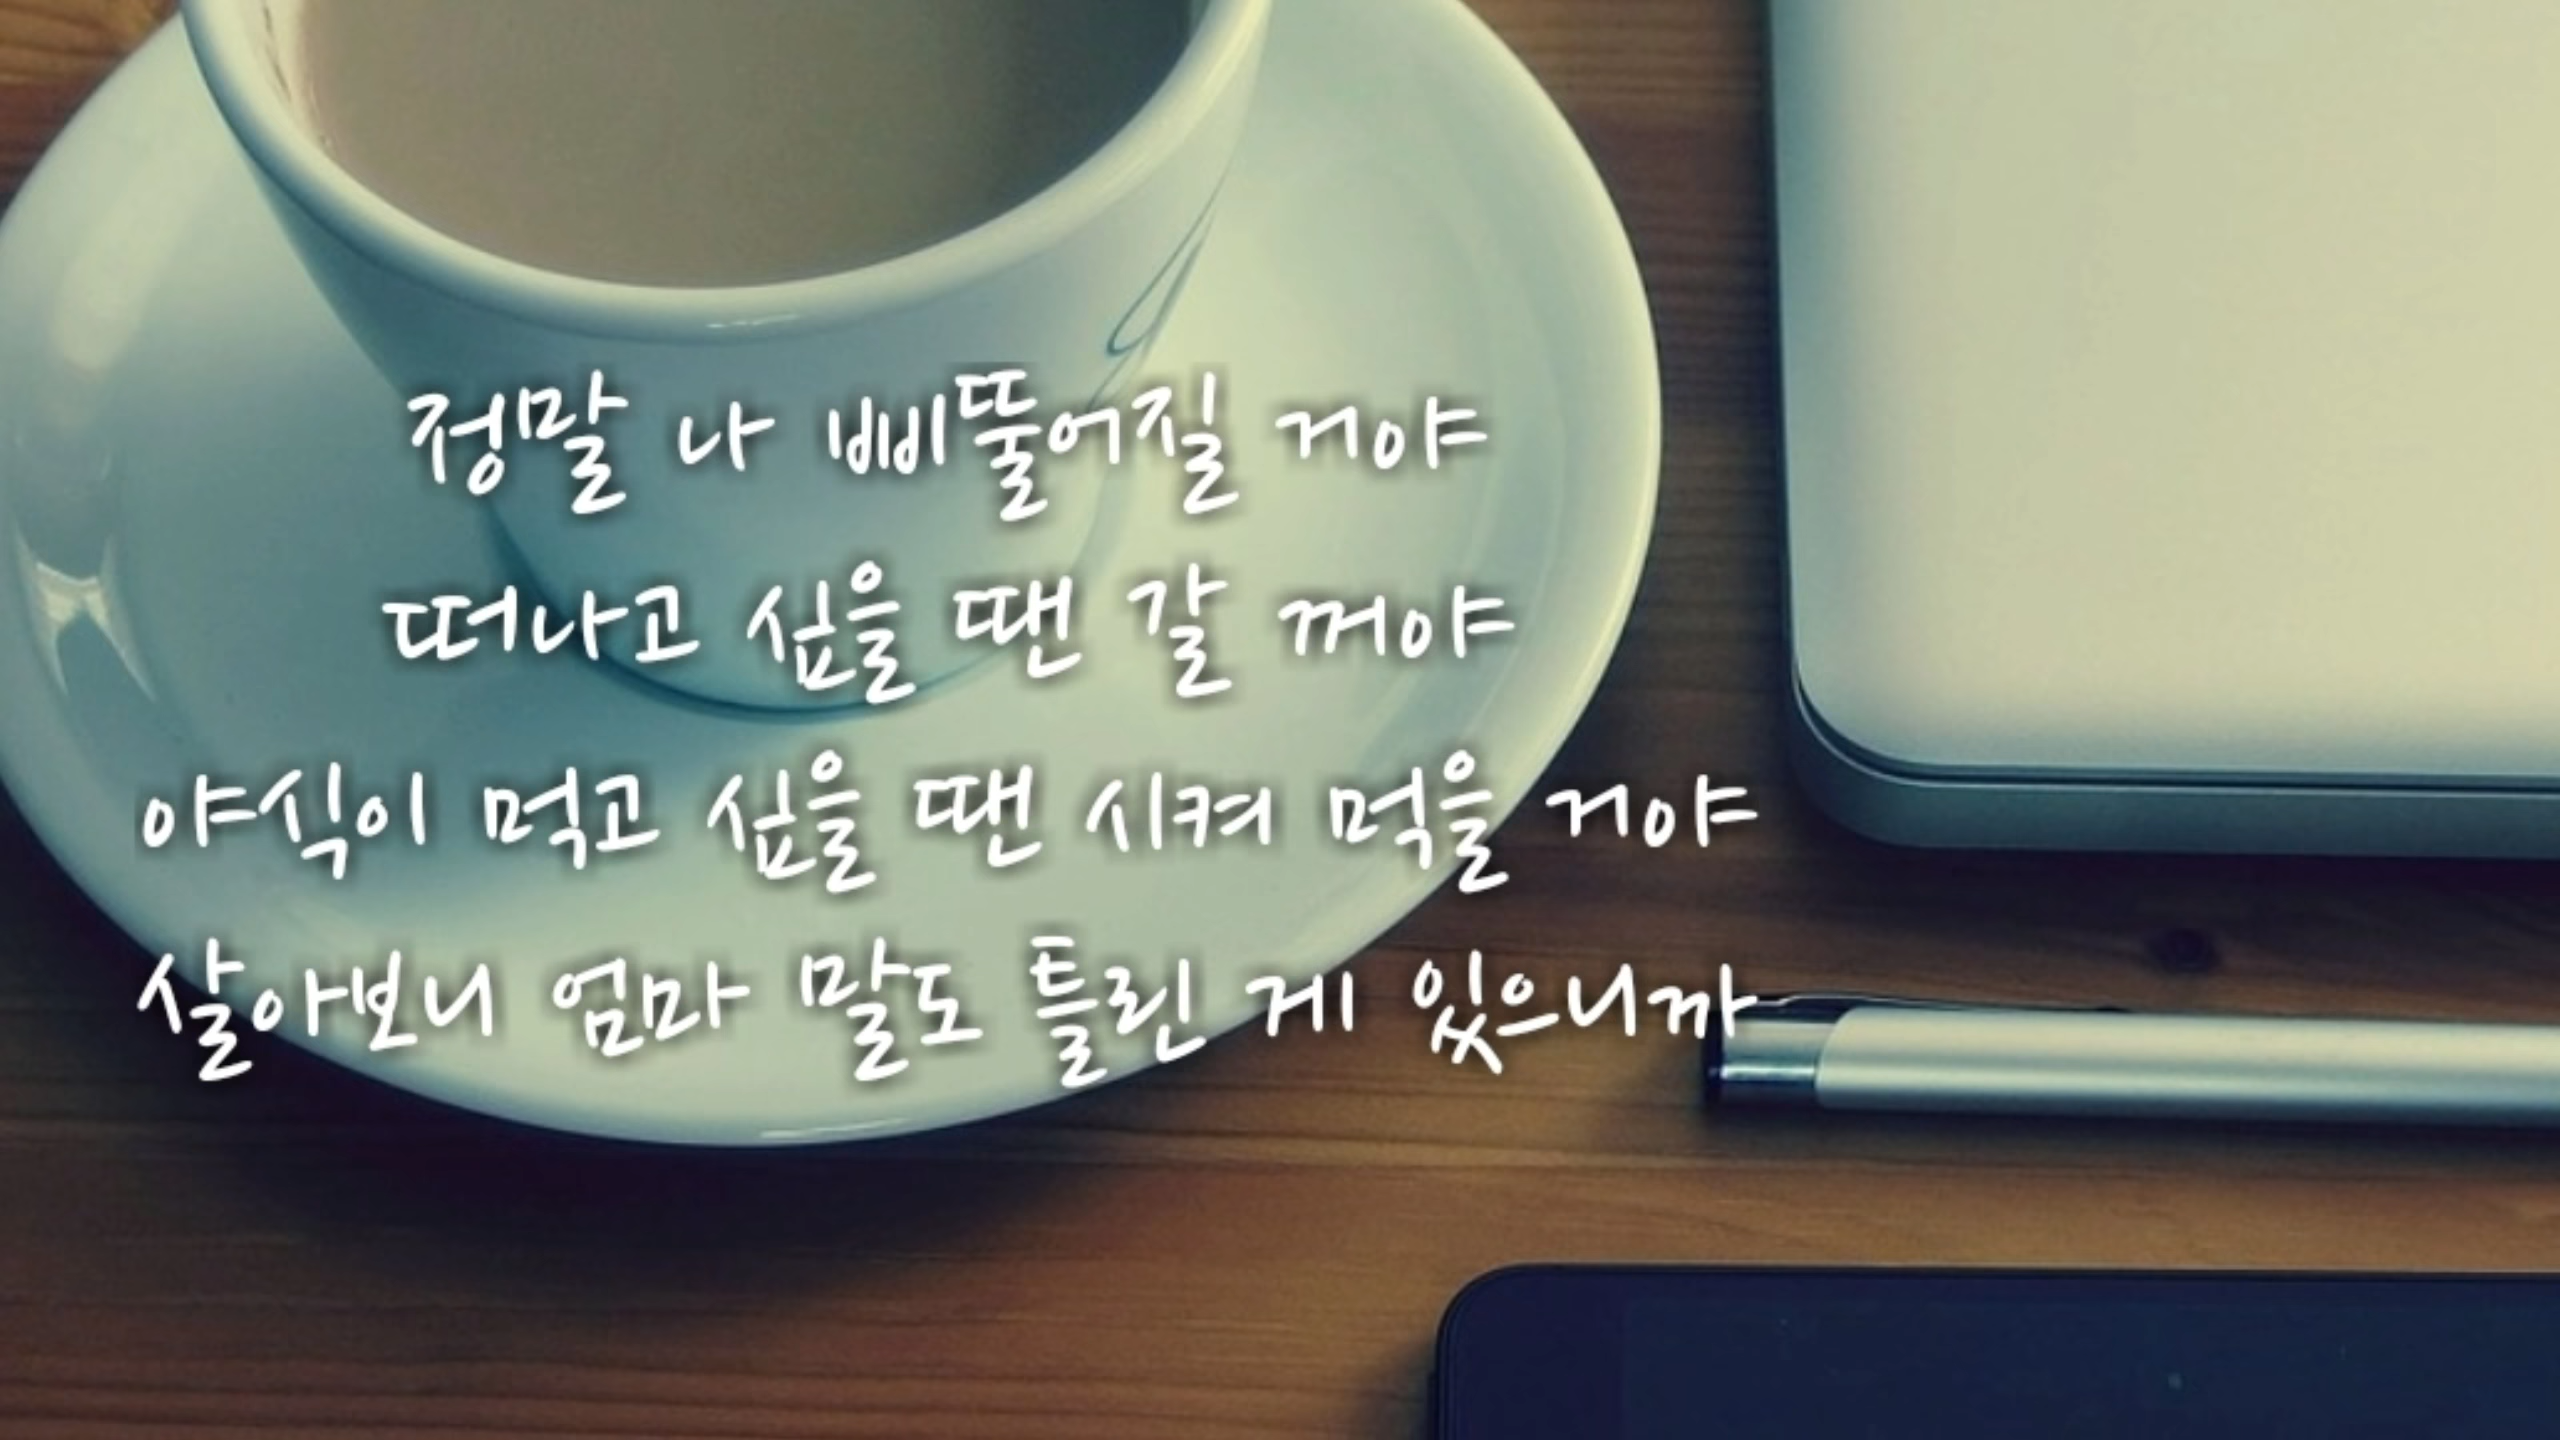 정말 나 삐뚤어질 거야
떠나고 싶을 땐 갈 꺼야
야식이 먹고 싶을 땐 시켜 먹을 거야
살아보니 엄마 말도 틀린 게 있으니까